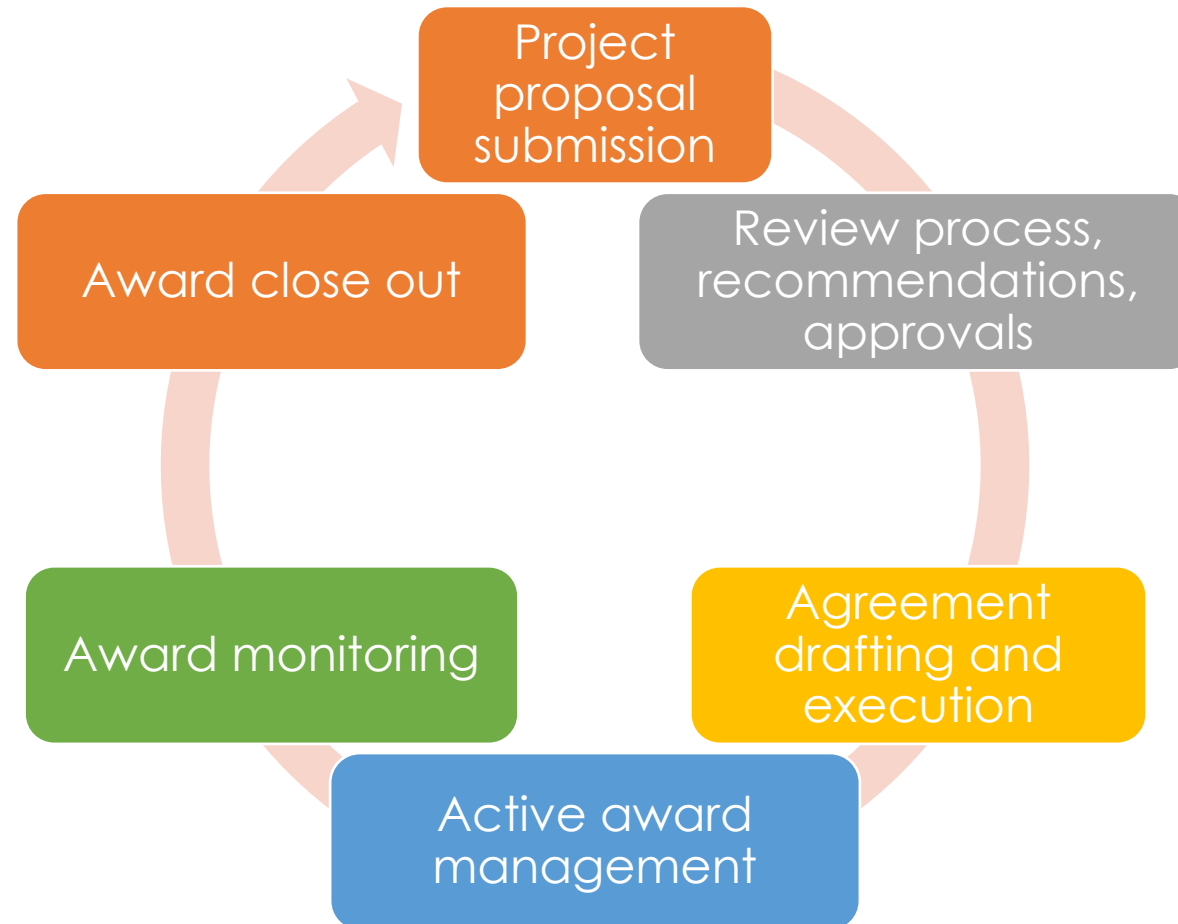 Project
proposal
submission
Review process,
recommendations,
approvals
Agreement
drafting and
execution
Active award
management
Award monitoring
Award close out